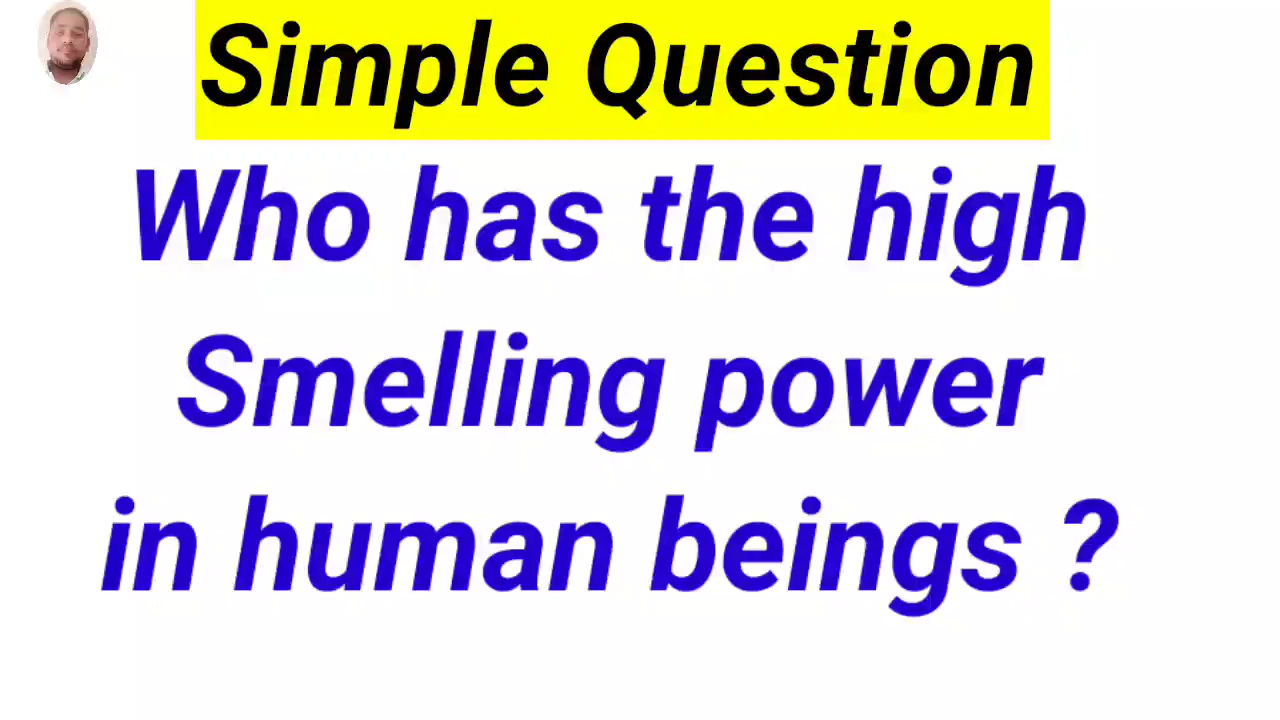 Simple Question
Who has the high
Smelling power
in human beings ?